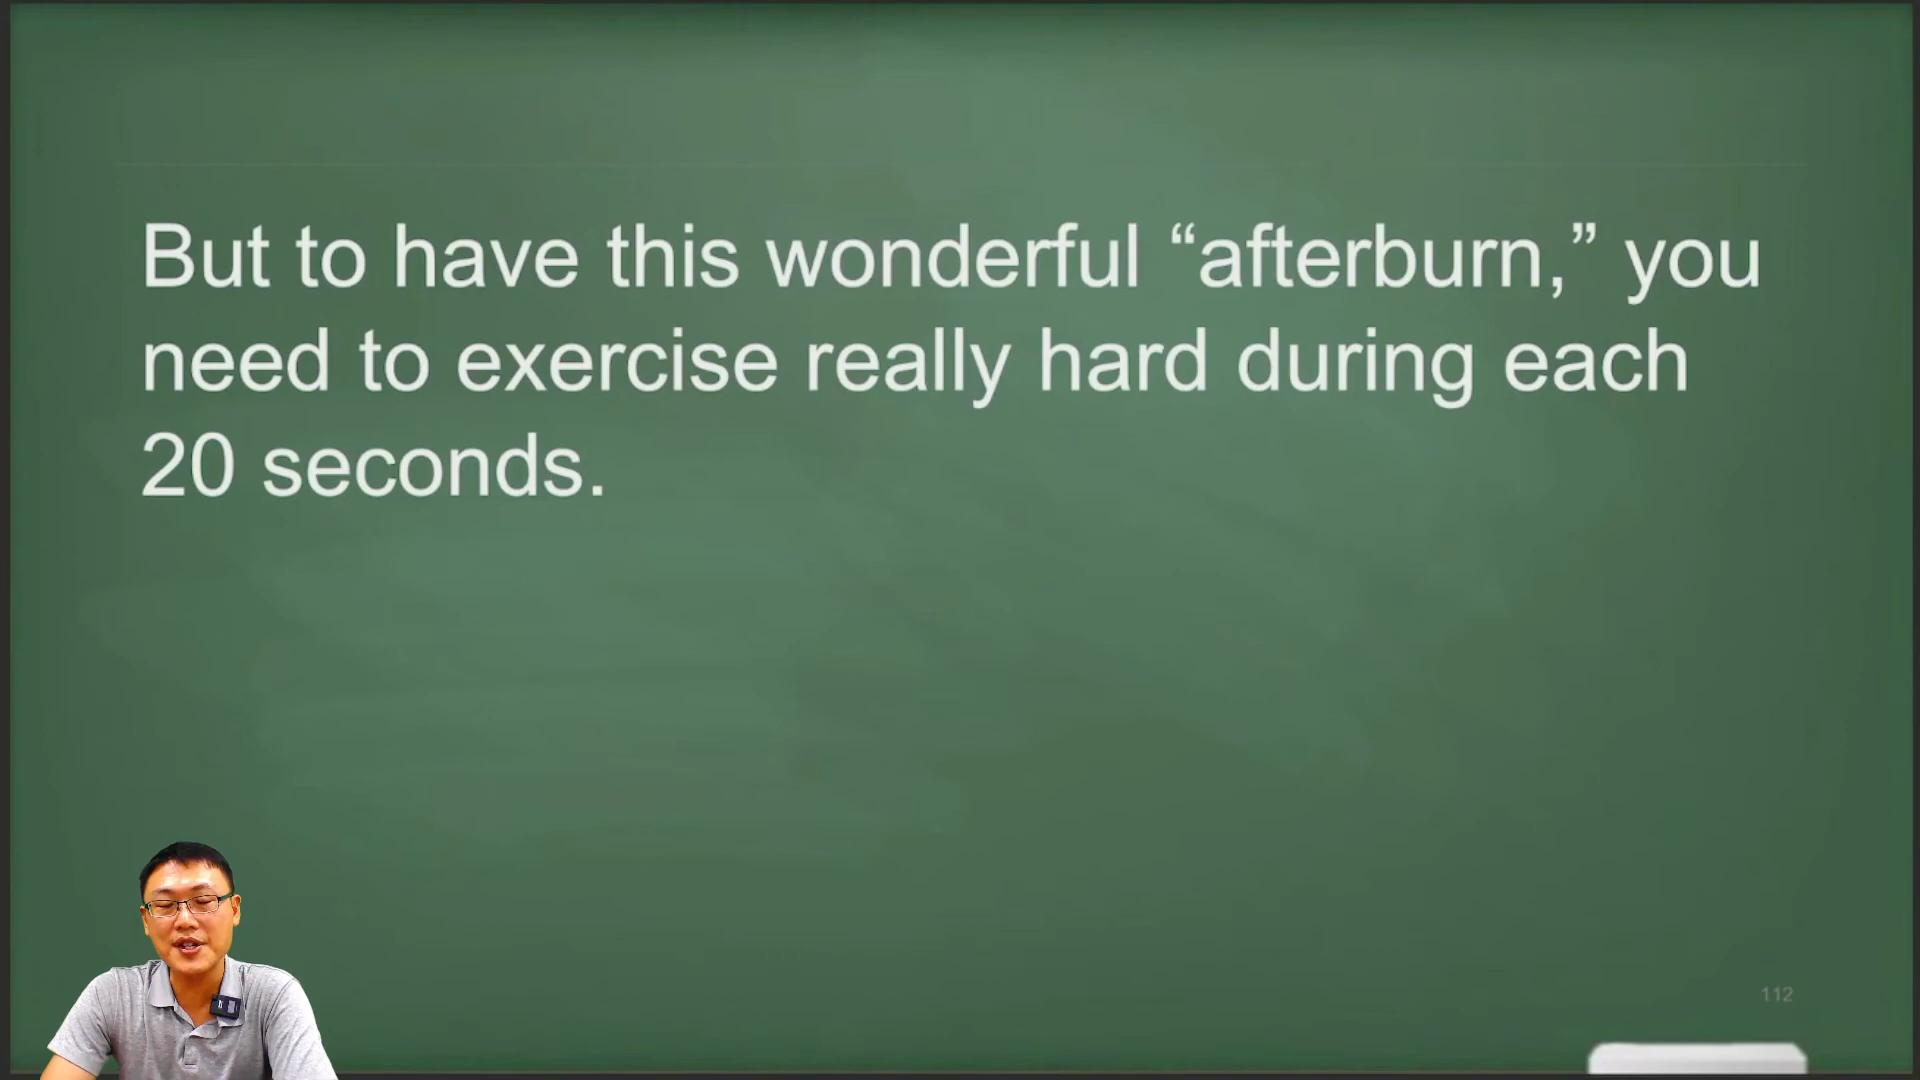 But to have this wonderful “afterburn,” you
need to exercise really hard during each
20 seconds.
112